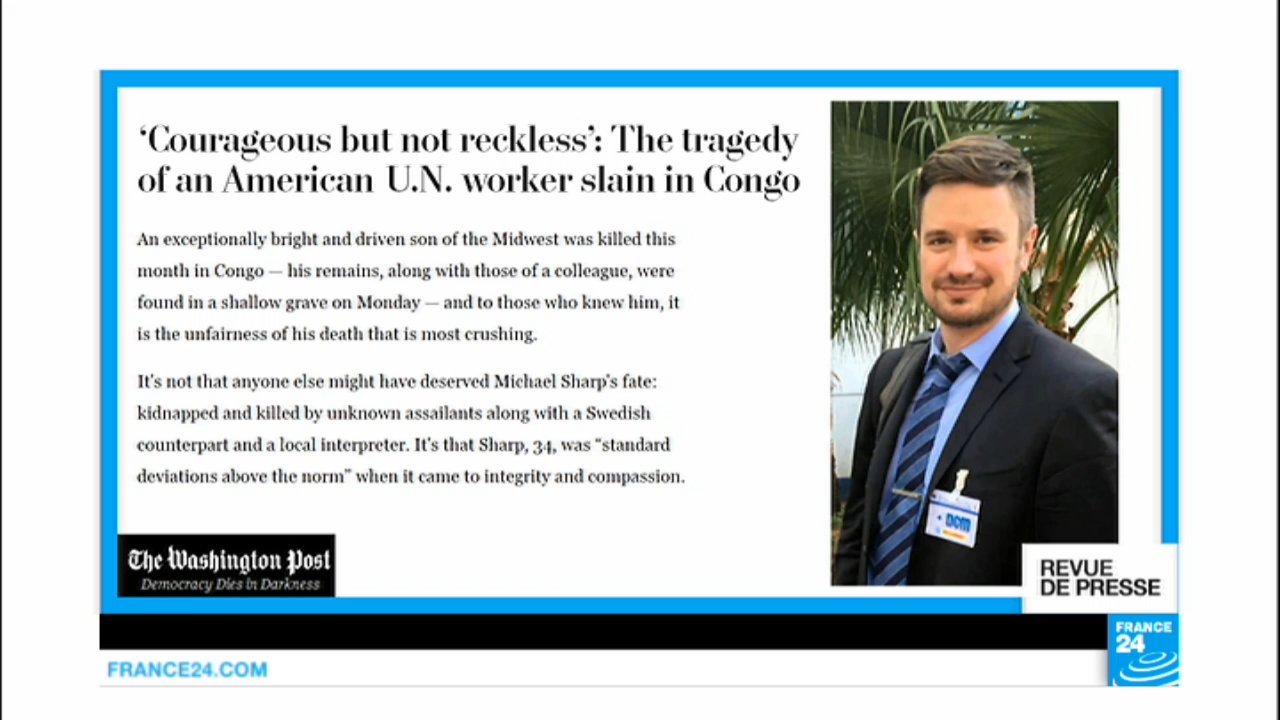 ‘Courageous but not reckless’: The tragedy
of an American U.N. worker slain in Congo
An exceptionally bright and driven son of the Midwest was killed this
month in Congo — his remains, along with those of a colleague, were
found in a shallow grave on Monday — and to those who knew him, it
is the unfairness of his death that is most crushing.
It's not that anyone else might have deserved Michael Sharp's fate:
kidnapped and killed by unknown assailants along with a Swedish
counterpart and a local interpreter. It's that Sharp, 34, was “standard
deviations above the norm” when it came to integrity and compassion.
DCM
The Washington Post
Democracy Dies in Darkness
REVUE
DE PRESSE
FRANCE
24
FRANCE24.COM